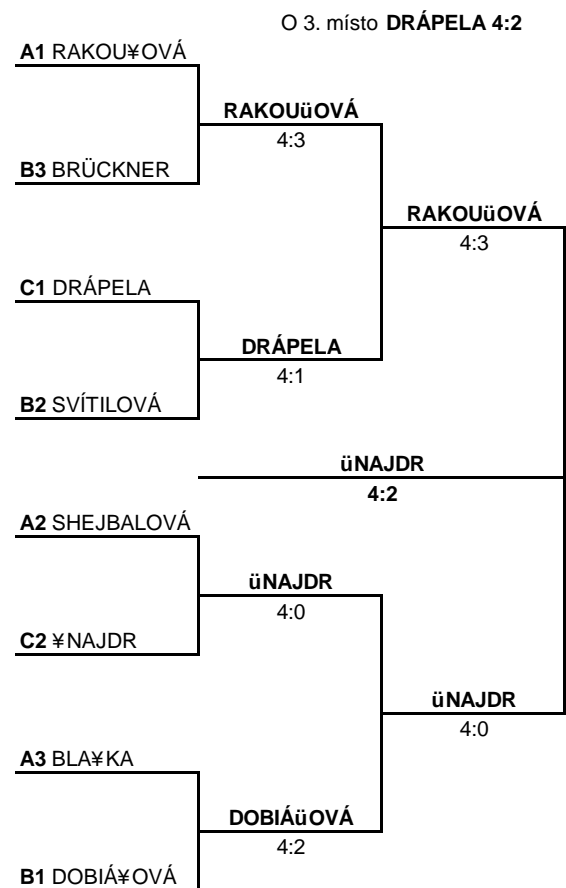 O 3. místo DRÁPELA 4:2
A1 RAKOU¥OVÁ
RAKOUüOVÁ
4:3
B3 BRÜCKNER
RAKOUüOVÁ
4:3
C1 DRÁPELA
DRÁPELA
4:1
B2 SVÍTILOVÁ
üNAJDR
4:2
A2 SHEJBALOVÁ
üNAJDR
4:0
C2 ¥NAJDR
üNAJDR
4:0
A3 BLA¥KA
DOBIÁüOVÁ
4:2
B1 DOBIÁ¥OVÁ